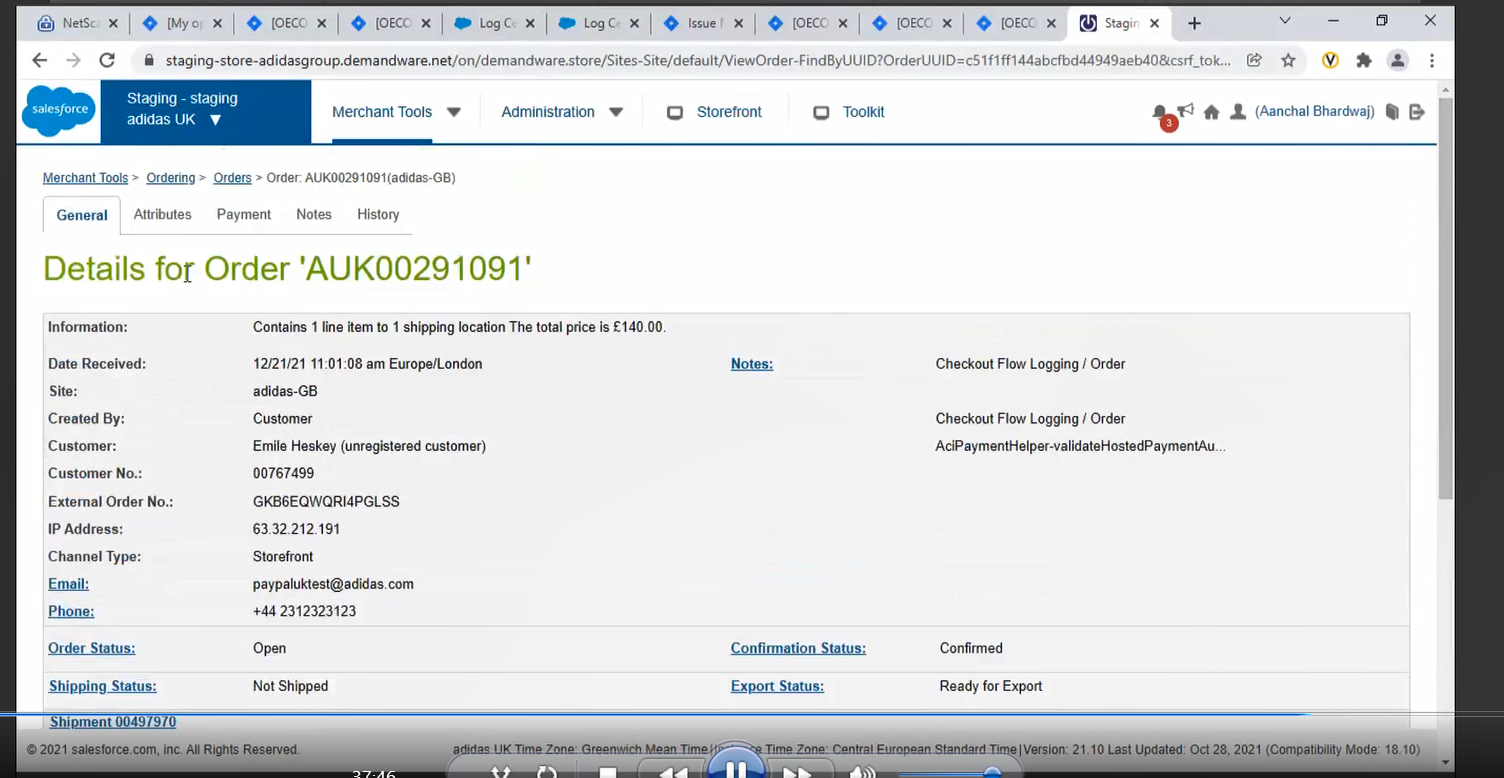 NetSc
[My op
[OECO
[OECO
Log Ce
Log Ce
Issue
[OECO
[OECO
[OECO
Stagin
staging-store-adidasgroup.demandware.net/on/demandware.store/Sites-Site/default/ViewOrder-FindByUUID?OrderUUID=c51f1ff144abcfbd44949aeb40&csrf_tok...
salesforce
Staging - staging
adidas UK
Merchant Tools
Administration
Storefront
Toolkit
3
(Aanchal Bhardwaj)
Merchant Tools > Ordering > Orders > Order: AUK00291091(adidas-GB)
General Attributes Payment Notes History
Details for Order 'AUK00291091'
Information: Contains 1 line item to 1 shipping location The total price is £140.00.
Date Received: 12/21/21 11:01:08 am Europe/London Notes: Checkout Flow Logging / Order
Site: adidas-GB
Created By: Customer Checkout Flow Logging / Order
Customer: Emile Heskey (unregistered customer) AciPaymentHelper-validateHostedPaymentAu...
Customer No.: 00767499
External Order No.: GKB6EQWQRI4PGLSS
IP Address: 63.32.212.191
Channel Type: Storefront
Email: paypaluktest@adidas.com
Phone: +44 2312323123
Order Status: Open Confirmation Status: Confirmed
Shipping Status: Not Shipped Export Status: Ready for Export
Shipment 00497970
© 2021 salesforce.com, inc. All Rights Reserved. adidas UK Time Zone: Greenwich Mean Time Time Zone: Central European Standard Time | Version: 21.10 Last Updated: Oct 28, 2021 (Compatibility Mode: 18.10)
37:46